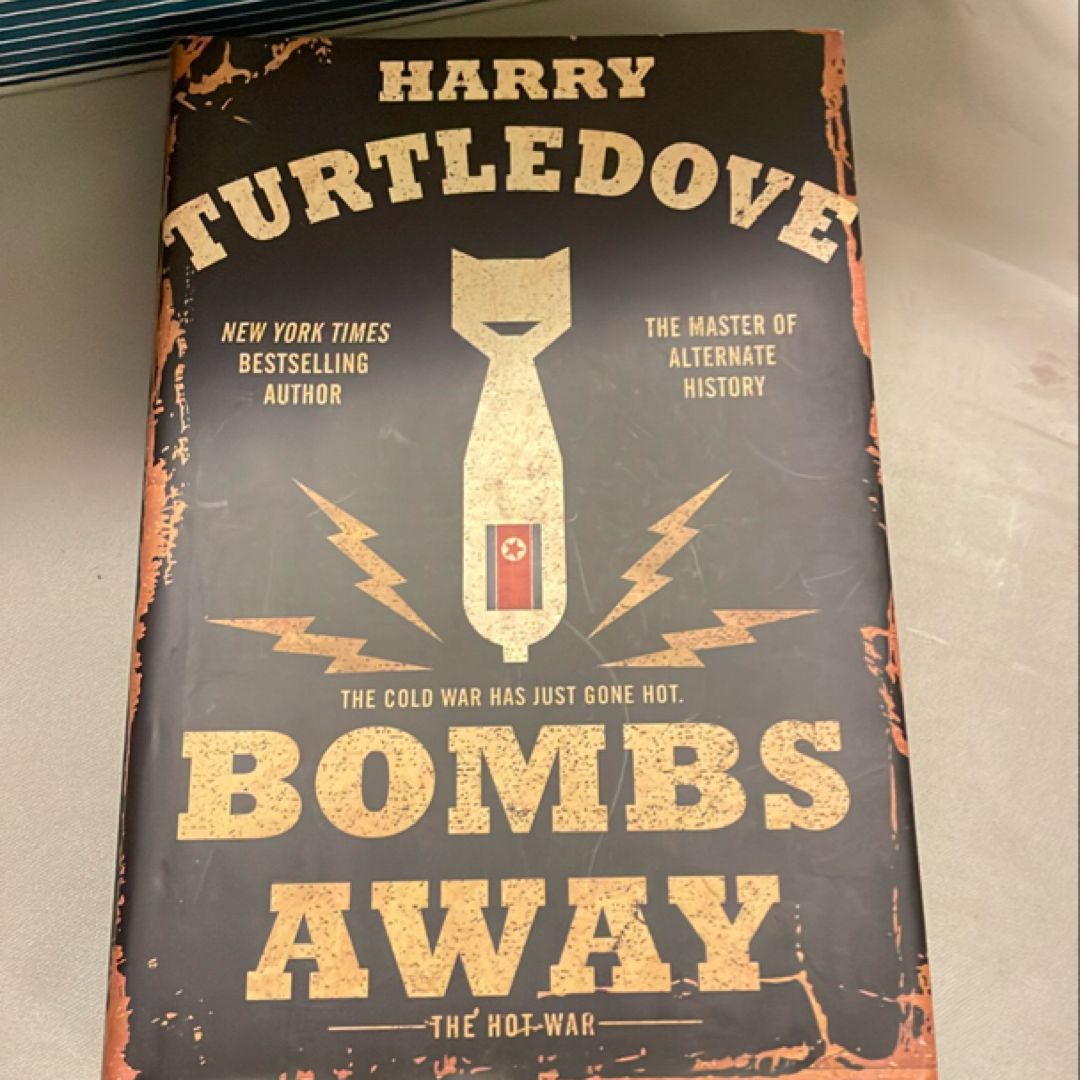 HARRY
TURTLEDOVE
NEW YORK TIMES
BESTSELLING
AUTHOR
THE MASTER OF
ALTERNATE
HISTORY
THE COLD WAR HAS JUST GONE HOT.
BOMBS
AWAY
THE HOT WAR